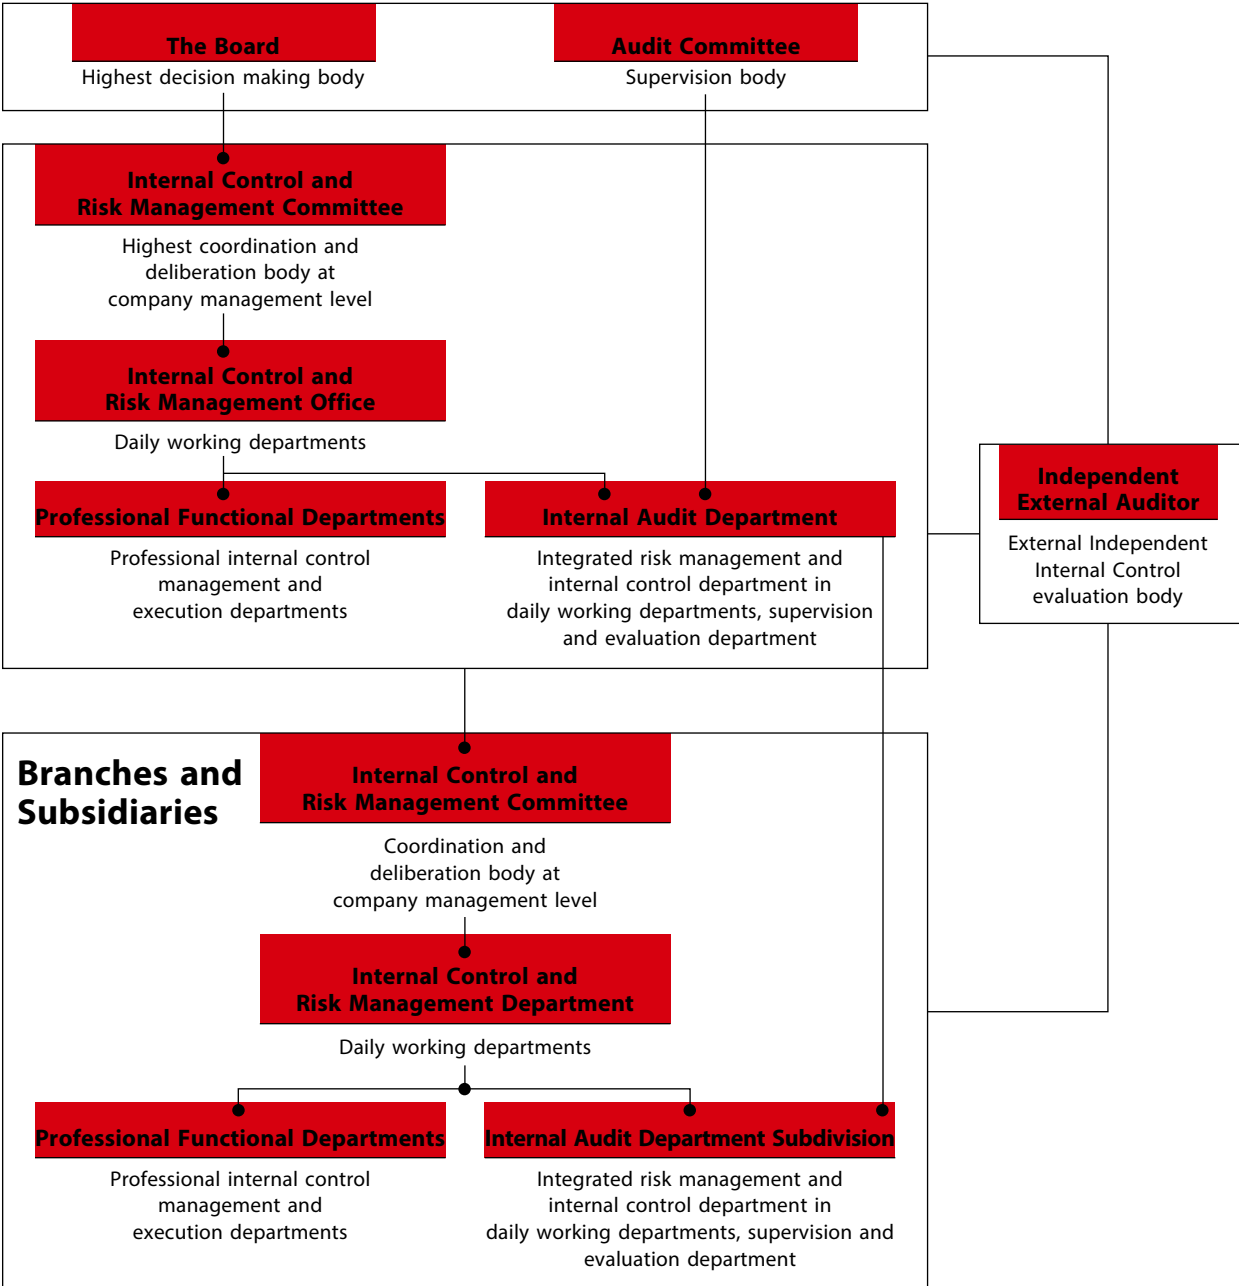 The Board
Highest decision making body
Audit Committee
Supervision body
Internal Control and
Risk Management Committee
Highest coordination and
deliberation body at
company management level
Internal Control and
Risk Management Office
Daily working departments
Professional Functional Departments
Professional internal control
management and
execution departments
Internal Audit Department
Integrated risk management and
internal control department in
daily working departments, supervision
and evaluation department
Independent
External Auditor
External Independent
Internal Control
evaluation body
Branches and
Subsidiaries
Internal Control and
Risk Management Committee
Coordination and
deliberation body at
company management level
Internal Control and
Risk Management Department
Daily working departments
Professional Functional Departments
Professional internal control
management and
execution departments
Internal Audit Department Subdivision
Integrated risk management and
internal control department in
daily working departments, supervision and
evaluation department